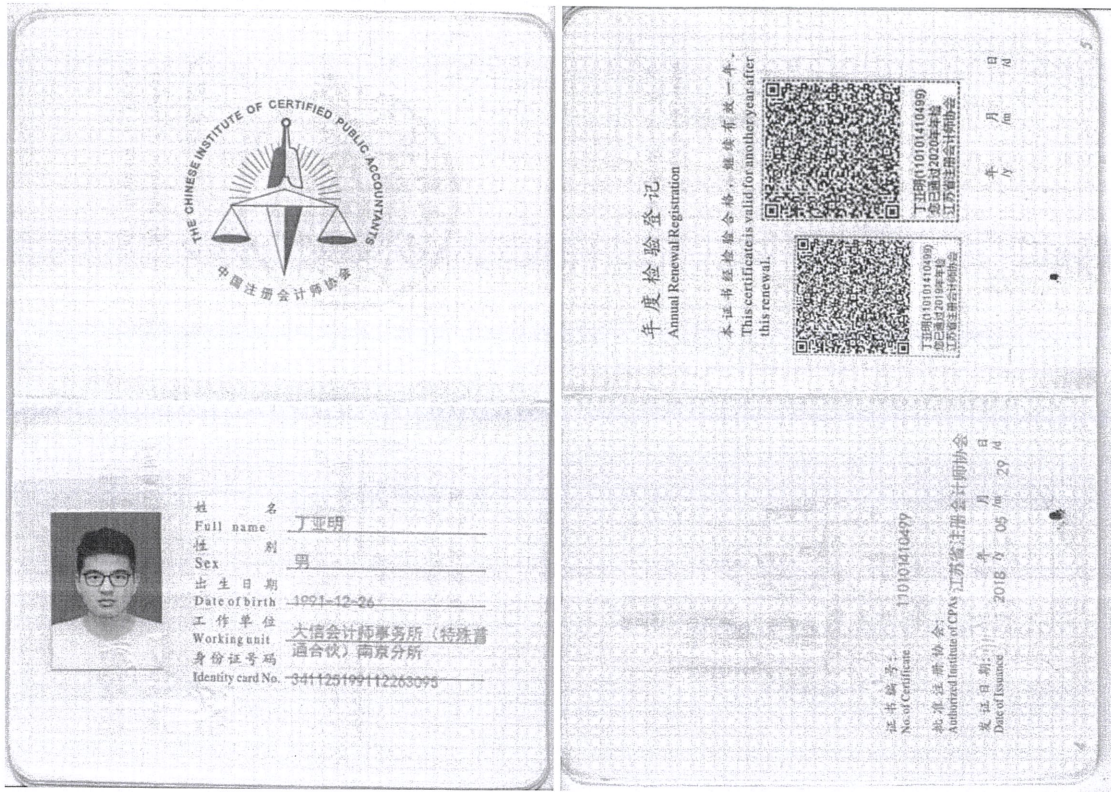 THE CHINESE INSTITUTE OF CERTIFIED PUBLIC ACCOUNTANTS
中国注册会计师协会
姓名
Full name 丁亚明
性别
Sex 男
出生日期
Date of birth 1991-12-26
工作单位
Working unit 大信会计师事务所（特殊普
通合伙）南京分所
身份证号码
Identity card No. 341125199112263095
年度检验登记
Annual Renewal Registration
本证书经检验合格，继续有效一年。
This certificate is valid for another year after
this renewal.
丁亚明(110101410499)
您已通过2019年年检
江苏省注册会计师协会
丁亚明(110101410499)
您已通过2020年年检
江苏省注册会计师协会
年 月 日
/y /m /d
5
证书编号：
No. of Certificate 110101410499
批准注册协会：
Authorized Institute of CPAs 江苏省注册会计师协会
发证日期：
Date of Issuance 2018 年/y 05 月/m 29 日/d
4